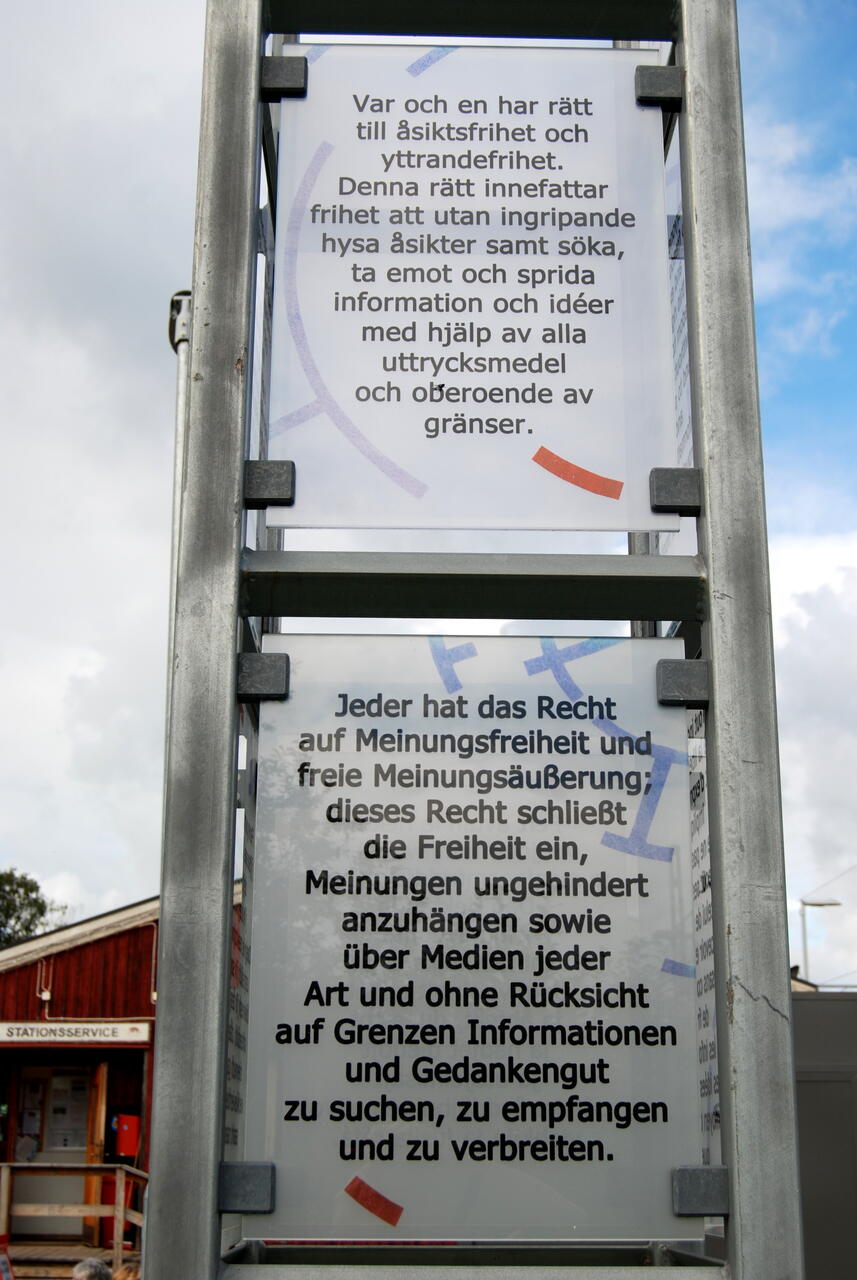 Var och en har rätt
till åsiktsfrihet och
yttrandefrihet.
Denna rätt innefattar
frihet att utan ingripande
hysa åsikter samt söka,
ta emot och sprida
information och idéer
med hjälp av alla
uttrycksmedel
och oberoende av
gränser.
Jeder hat das Recht
auf Meinungsfreiheit und
freie Meinungsäußerung;
dieses Recht schließt
die Freiheit ein,
Meinungen ungehindert
anzuhängen sowie
über Medien jeder
Art und ohne Rücksicht
auf Grenzen Informationen
und Gedankengut
zu suchen, zu empfangen
und zu verbreiten.
STATIONSSERVICE